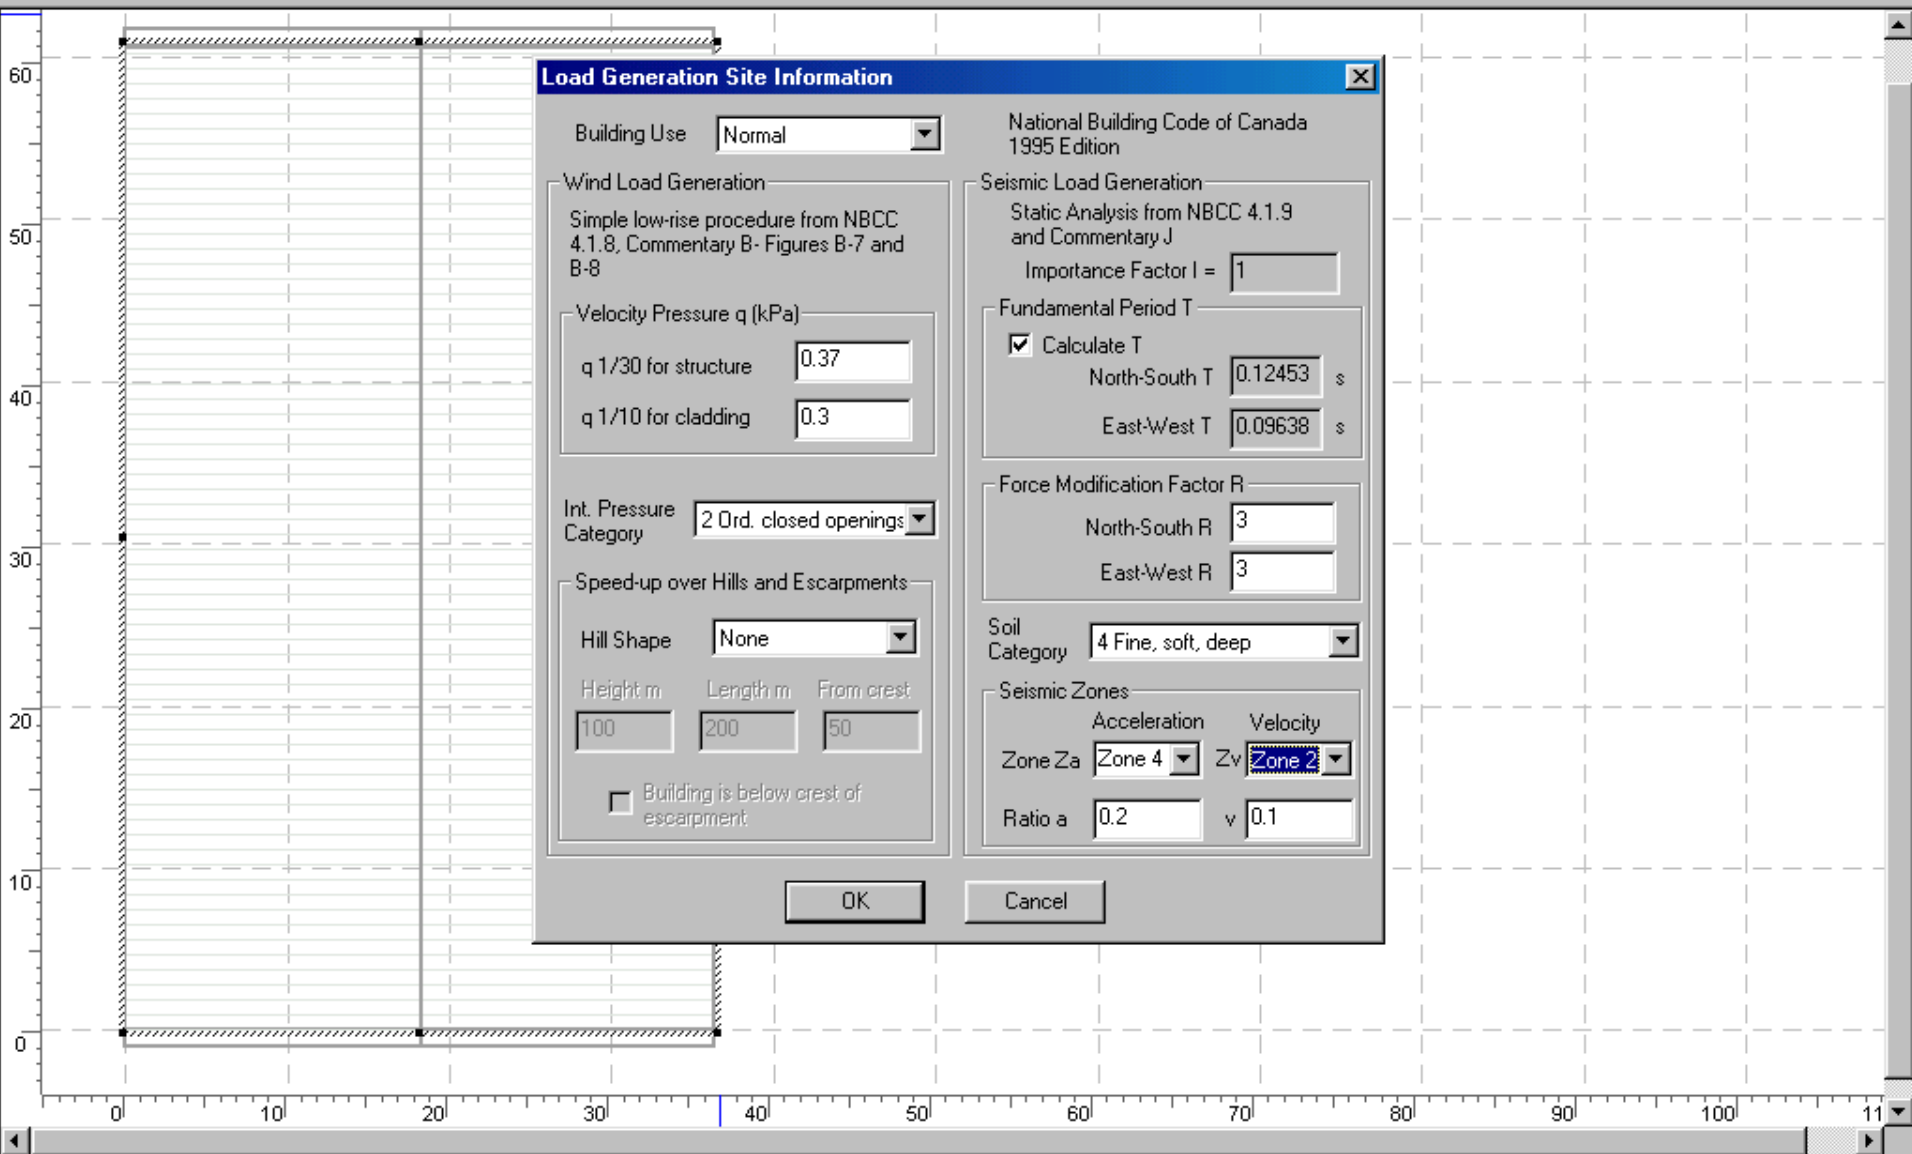 Load Generation Site Information
Building Use
Normal
National Building Code of Canada
1995 Edition
Wind Load Generation
Simple low-rise procedure from NBCC
4.1.8, Commentary B- Figures B-7 and
B-8
Velocity Pressure q (kPa)
q 1/30 for structure
0.37
q 1/10 for cladding
0.3
Int. Pressure
Category
2 Ord. closed openings
Speed-up over Hills and Escarpments
Hill Shape
None
Height m
Length m
From crest
100
200
50
Building is below crest of
escarpment
Seismic Load Generation
Static Analysis from NBCC 4.1.9
and Commentary J
Importance Factor I =
1
Fundamental Period T
Calculate T
North-South T
0.12453
s
East-West T
0.09638
s
Force Modification Factor R
North-South R
3
East-West R
3
Soil
Category
4 Fine, soft, deep
Seismic Zones
Acceleration
Velocity
Zone Za
Zone 4
Zv
Zone 2
Ratio a
0.2
v
0.1
OK
Cancel
60
50
40
30
20
10
0
0
10
20
30
40
50
60
70
80
90
100
11